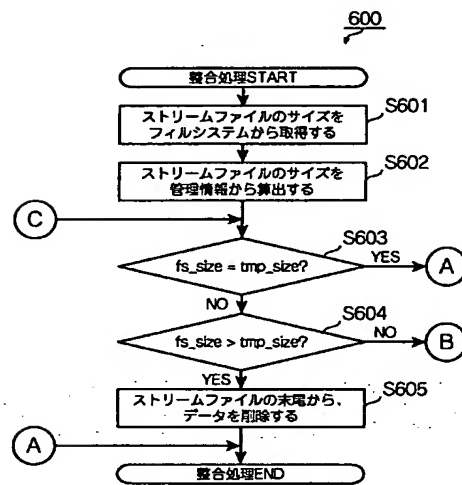 600
整合処理START
ストリームファイルのサイズを
フィルシステムから取得する
S601
ストリームファイルのサイズを
管理情報から算出する
S602
C
fs_size = tmp_size?
S603
YES
A
NO
fs_size > tmp_size?
S604
NO
B
YES
ストリームファイルの末尾から、
データを削除する
S605
A
整合処理END